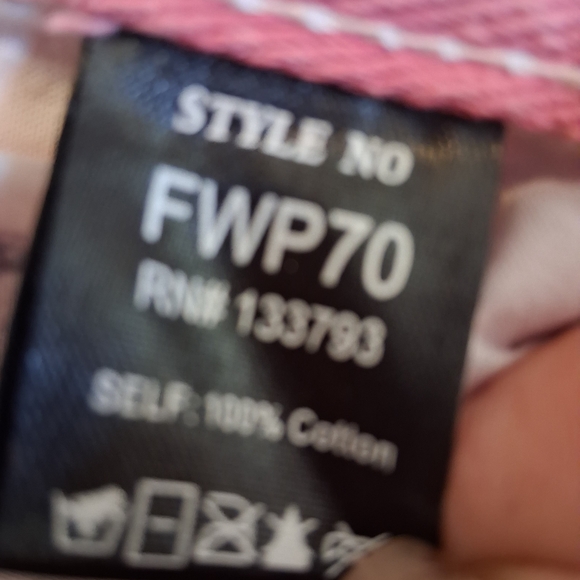 STYLE NO
FWP70
RN# 133793
SELF: 100% Cotton